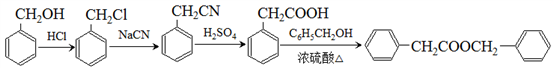 CH₂OH
HCl
CH₂Cl
NaCN
CH₂CN
H₂SO₄
CH₂COOH
C₆H₅CH₂OH
浓硫酸△
CH₂COOCH₂